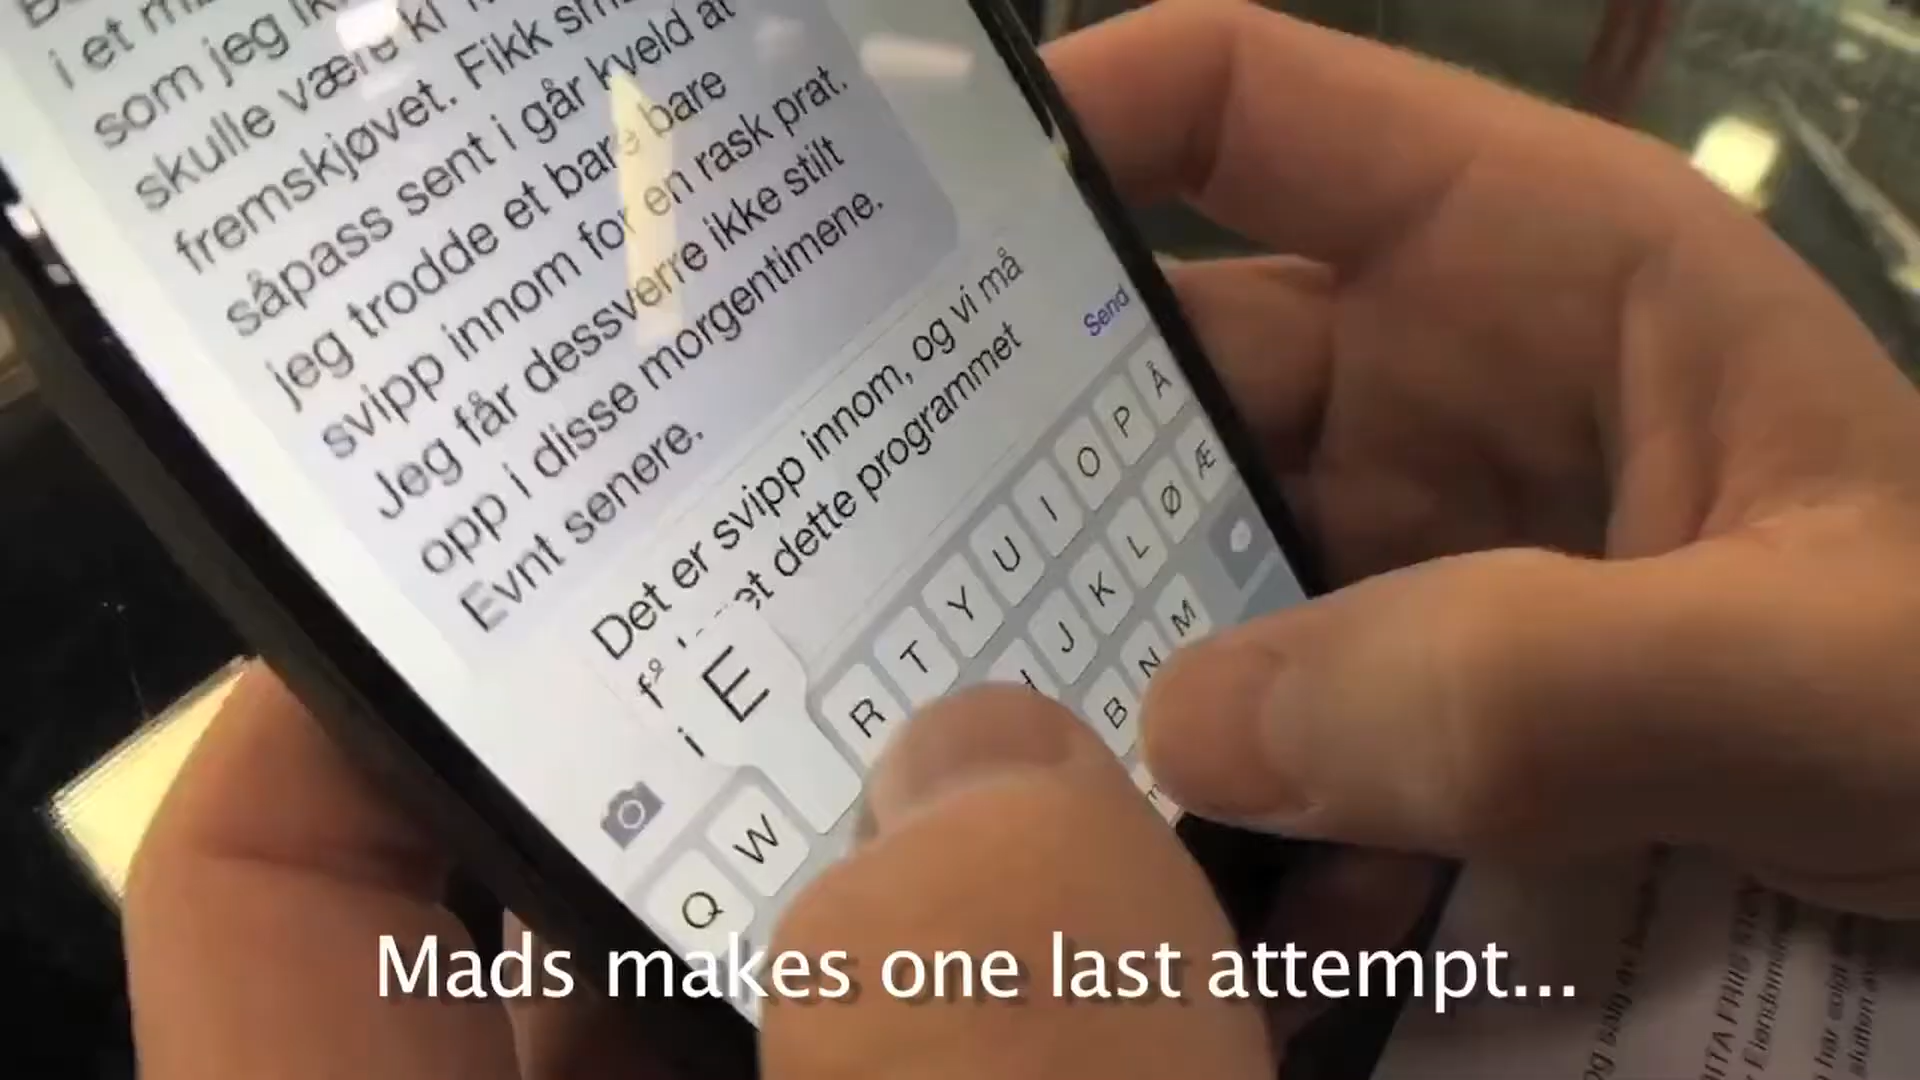 i et
som jeg
skulle være kl
fremskjøvet. Fikk
såpass sent i går kveld at
jeg trodde et bare bare
svipp innom for en rask prat.
Jeg får dessverre ikke stilt
opp i disse morgentimene.
Evnt senere.
Det er svipp innom, og vi må
dette programmet
i
Send
E
R T Y U I O P Å
J K L Ø Æ
B N M
Q W
Mads makes one last attempt...